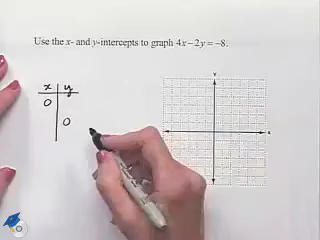 Use the x- and y-intercepts to graph 4x − 2y = −8.
x y
0
0
y
x